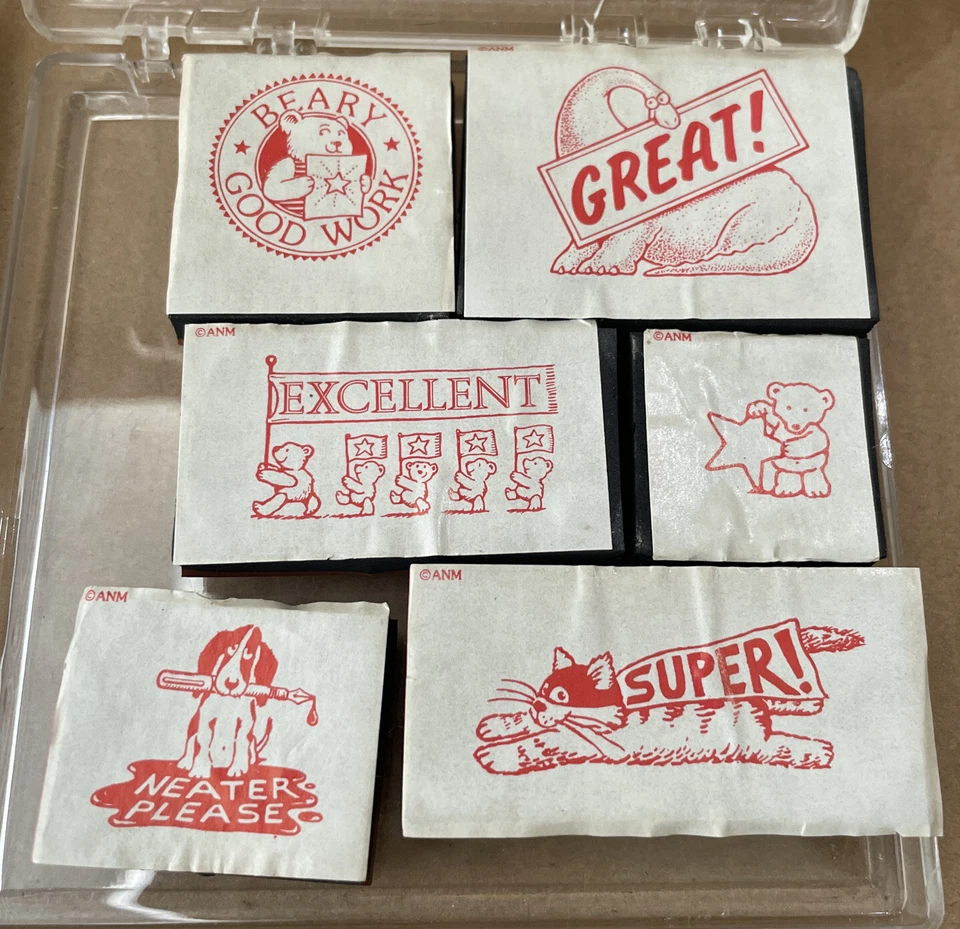 BEARY
GOOD WORK
©ANM
GREAT!
©ANM
EXCELLENT
©ANM
©ANM
NEATER
PLEASE
©ANM
SUPER!